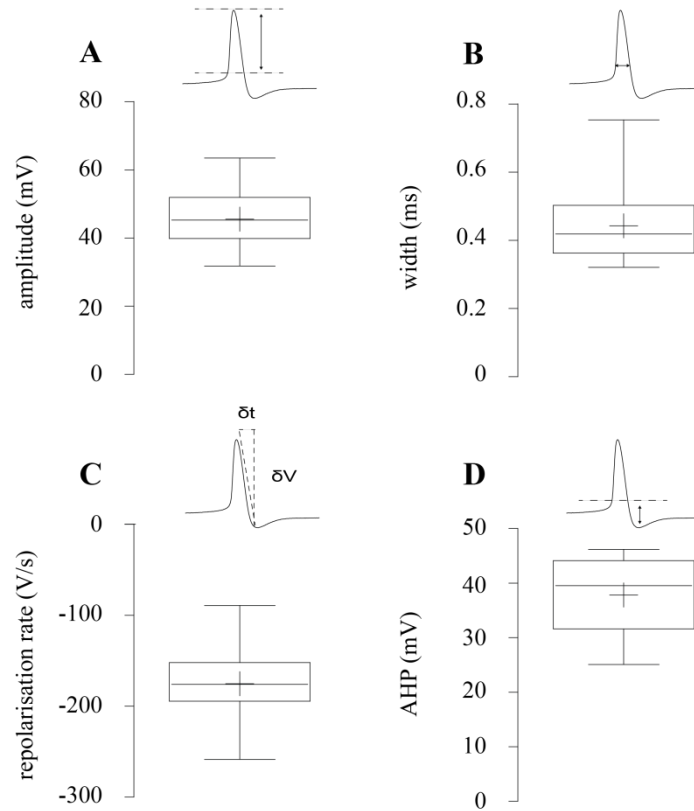 A
amplitude (mV)
80
60
40
20
0
B
width (ms)
0.8
0.6
0.4
0.2
0
C
δt
δV
repolarisation rate (V/s)
0
-100
-200
-300
D
AHP (mV)
50
40
30
20
10
0